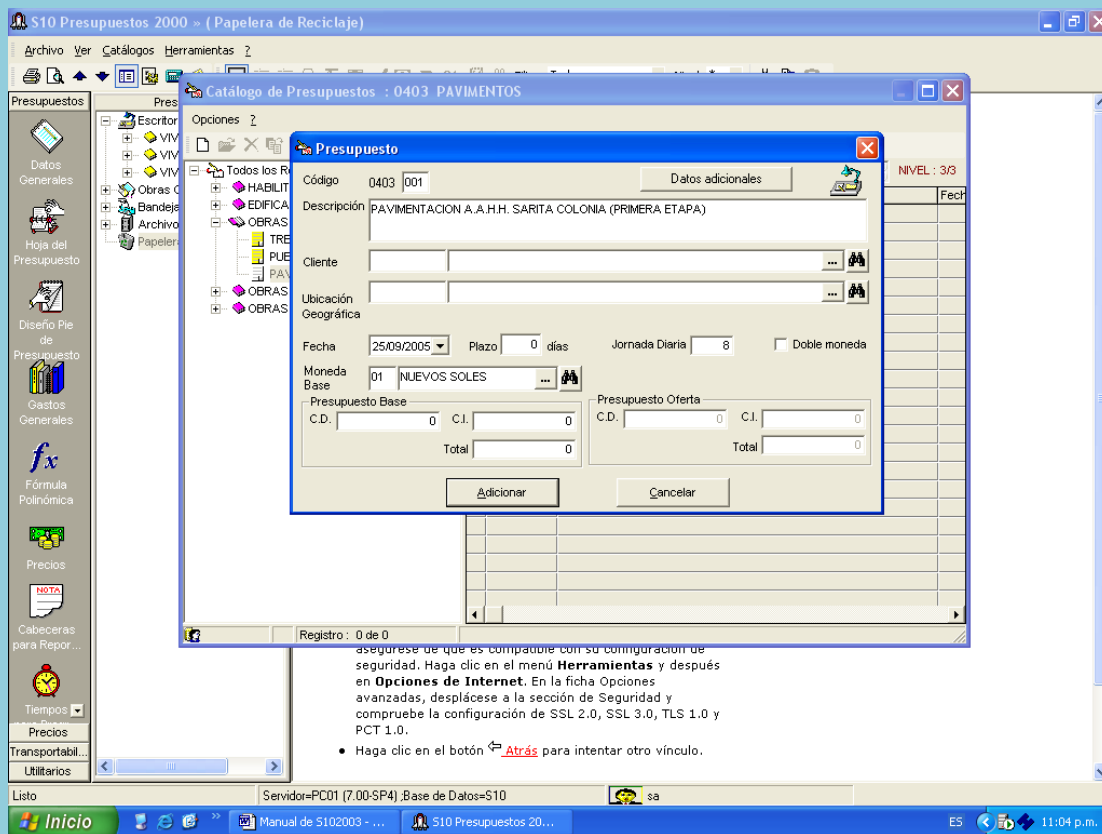 S10 Presupuestos 2000 » ( Papelera de Reciclaje)
Archivo Ver Catálogos Herramientas ?
Presupuestos
Datos Generales
Hoja del Presupuesto
Diseño Pie de Presupuesto
Gastos Generales
fx
Fórmula Polinómica
Precios
NOTA
Cabeceras para Repor...
Tiempos
Precios
Transportabil...
Utilitarios
Pres
Escritor
VIV
VIV
VIV
Obras C
Bandeja
Archivo
Papeler
Catálogo de Presupuestos : 0403 PAVIMENTOS
Opciones ?
NIVEL : 3/3
Fech
Todos los R
HABILIT
EDIFICA
OBRAS
TRE
PUE
PAV
OBRAS
OBRAS
Presupuesto
Código 0403 001 Datos adicionales
Descripción PAVIMENTACION A.A.H.H. SARITA COLONIA (PRIMERA ETAPA)
Cliente ...
Ubicación Geográfica ...
Fecha 25/09/2005 Plazo 0 días Jornada Diaria 8 Doble moneda
Moneda Base 01 NUEVOS SOLES ...
Presupuesto Base
C.D. 0 C.I. 0
Total 0
Presupuesto Oferta
C.D. 0 C.I. 0
Total 0
Adicionar Cancelar
Registro : 0 de 0
asegúrese de que es compatible con su configuración de
seguridad. Haga clic en el menú Herramientas y después
en Opciones de Internet. En la ficha Opciones
avanzadas, desplácese a la sección de Seguridad y
compruebe la configuración de SSL 2.0, SSL 3.0, TLS 1.0 y
PCT 1.0.
• Haga clic en el botón Atrás para intentar otro vínculo.
Listo Servidor=PC01 (7.00-SP4) ;Base de Datos=S10 sa
Inicio » Manual de S102003 - ... S10 Presupuestos 20... ES 11:04 p.m.